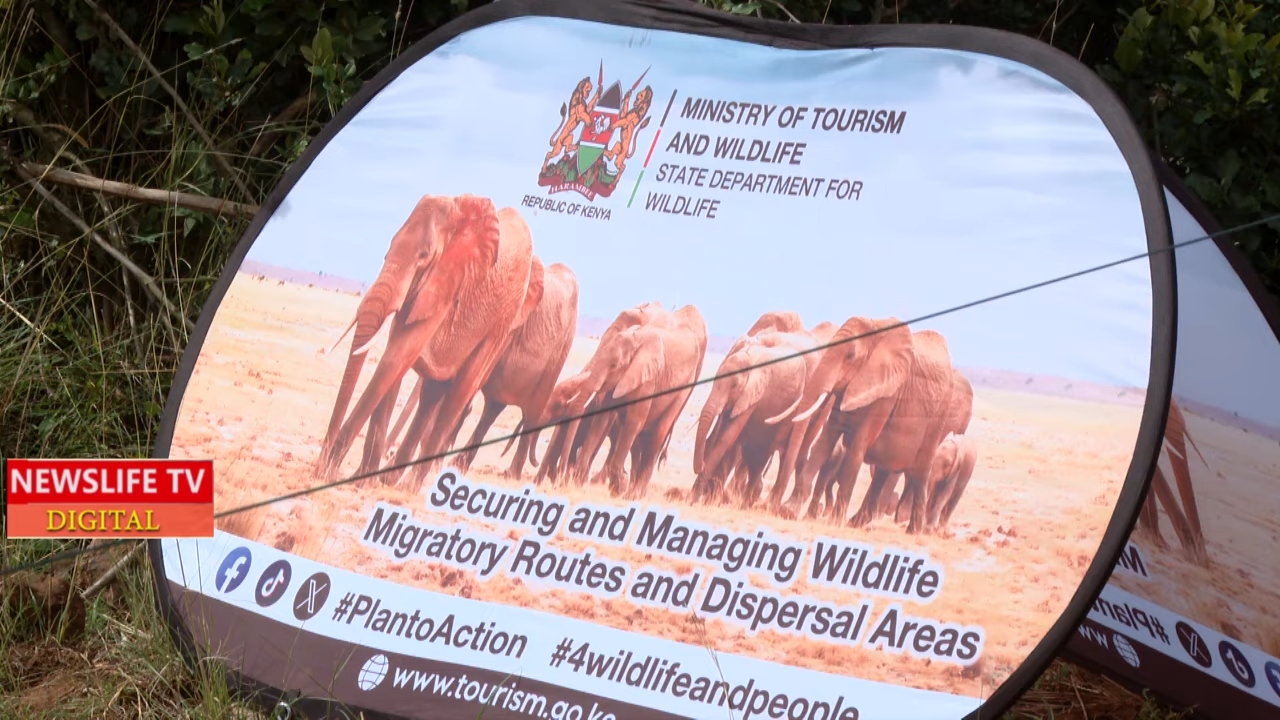 MINISTRY OF TOURISM
AND WILDLIFE
STATE DEPARTMENT FOR
WILDLIFE
HARAMBEE
REPUBLIC OF KENYA
Securing and Managing Wildlife
Migratory Routes and Dispersal Areas
#PlantoAction #4wildlifeandpeople
www.tourism.go.ke
NEWSLIFE TV
DIGITAL